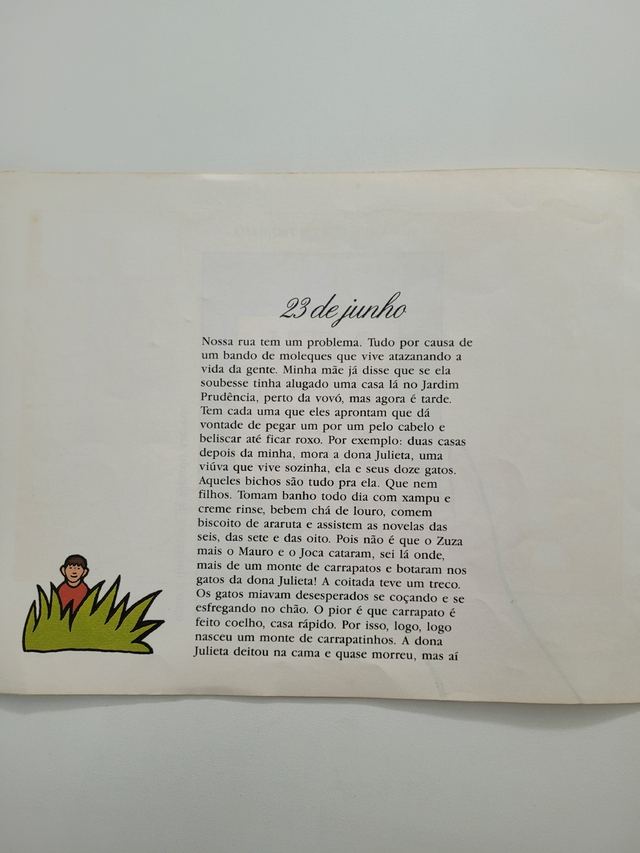 23 de junho
Nossa rua tem um problema. Tudo por causa de
um bando de moleques que vive atazanando a
vida da gente. Minha mãe já disse que se ela
soubesse tinha alugado uma casa lá no Jardim
Prudência, perto da vovó, mas agora é tarde.
Tem cada uma que eles aprontam que dá
vontade de pegar um por um pelo cabelo e
beliscar até ficar roxo. Por exemplo: duas casas
depois da minha, mora a dona Julieta, uma
viúva que vive sozinha, ela e seus doze gatos.
Aqueles bichos são tudo pra ela. Que nem
filhos. Tomam banho todo dia com xampu e
creme rinse, bebem chá de louro, comem
biscoito de araruta e assistem as novelas das
seis, das sete e das oito. Pois não é que o Zuza
mais o Mauro e o Joca cataram, sei lá onde,
mais de um monte de carrapatos e botaram nos
gatos da dona Julieta! A coitada teve um treco.
Os gatos miavam desesperados se coçando e se
esfregando no chão. O pior é que carrapato é
feito coelho, casa rápido. Por isso, logo, logo
nasceu um monte de carrapatinhos. A dona
Julieta deitou na cama e quase morreu, mas aí